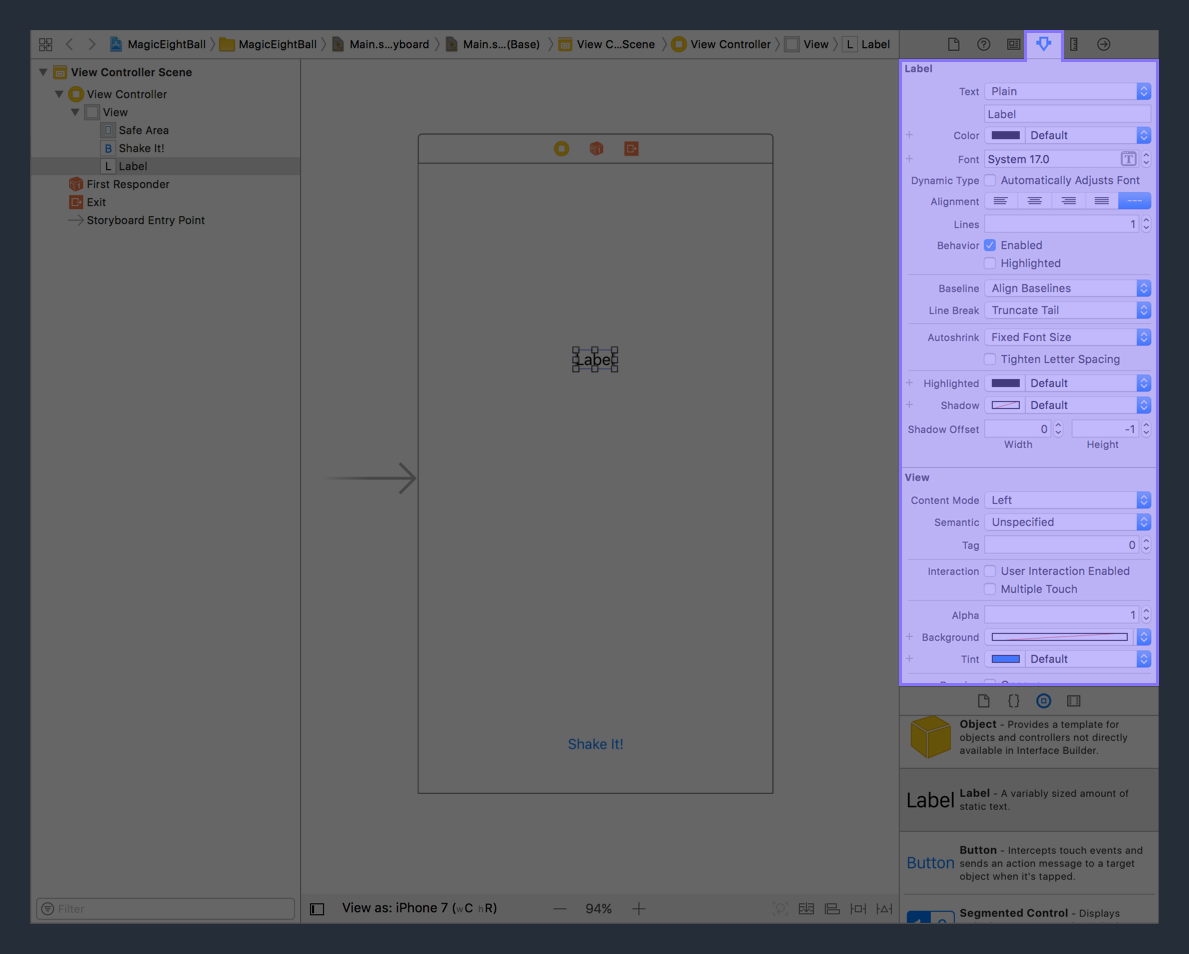 MagicEightBall
MagicEightBall
Main.s...yboard
Main.s...(Base)
View C...Scene
View Controller
View
L Label
View Controller Scene
View Controller
View
Safe Area
B Shake It!
L Label
First Responder
Exit
Storyboard Entry Point
Filter
Label
Shake It!
View as: iPhone 7 (wC hR)
94%
Label
Text Plain
Label
Color Default
Font System 17.0 T
Dynamic Type Automatically Adjusts Font
Alignment ---
Lines 1
Behavior Enabled
Highlighted
Baseline Align Baselines
Line Break Truncate Tail
Autoshrink Fixed Font Size
Tighten Letter Spacing
Highlighted Default
Shadow Default
Shadow Offset 0 -1
Width Height
View
Content Mode Left
Semantic Unspecified
Tag 0
Interaction User Interaction Enabled
Multiple Touch
Alpha 1
Background
Tint Default
{}
Object - Provides a template for
objects and controllers not directly
available in Interface Builder.
Label
Label - A variably sized amount of
static text.
Button
Button - Intercepts touch events and
sends an action message to a target
object when it's tapped.
Segmented Control - Displays